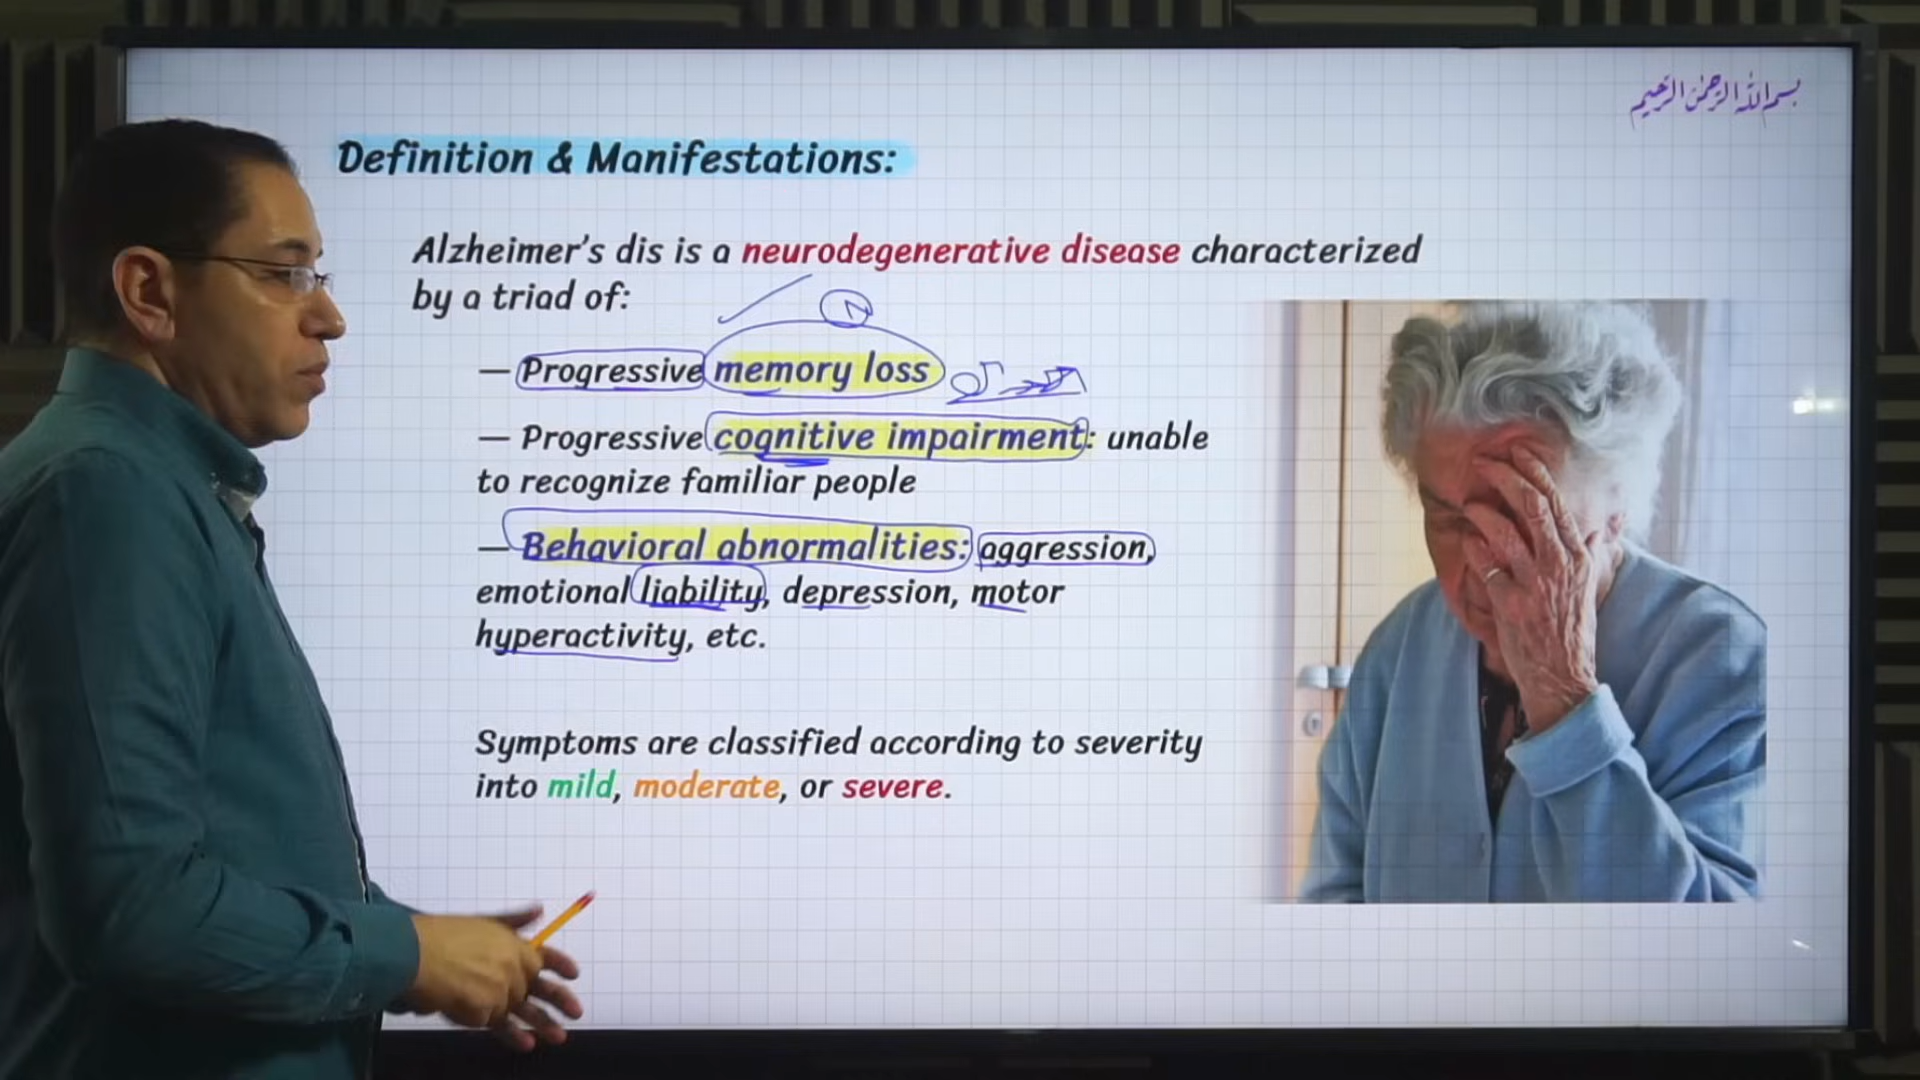 بسم الله الرحمن الرحيم
Definition & Manifestations:
Alzheimer's dis is a neurodegenerative disease characterized
by a triad of:
— Progressive memory loss
— Progressive cognitive impairment: unable
to recognize familiar people
— Behavioral abnormalities: aggression,
emotional liability, depression, motor
hyperactivity, etc.
Symptoms are classified according to severity
into mild, moderate, or severe.